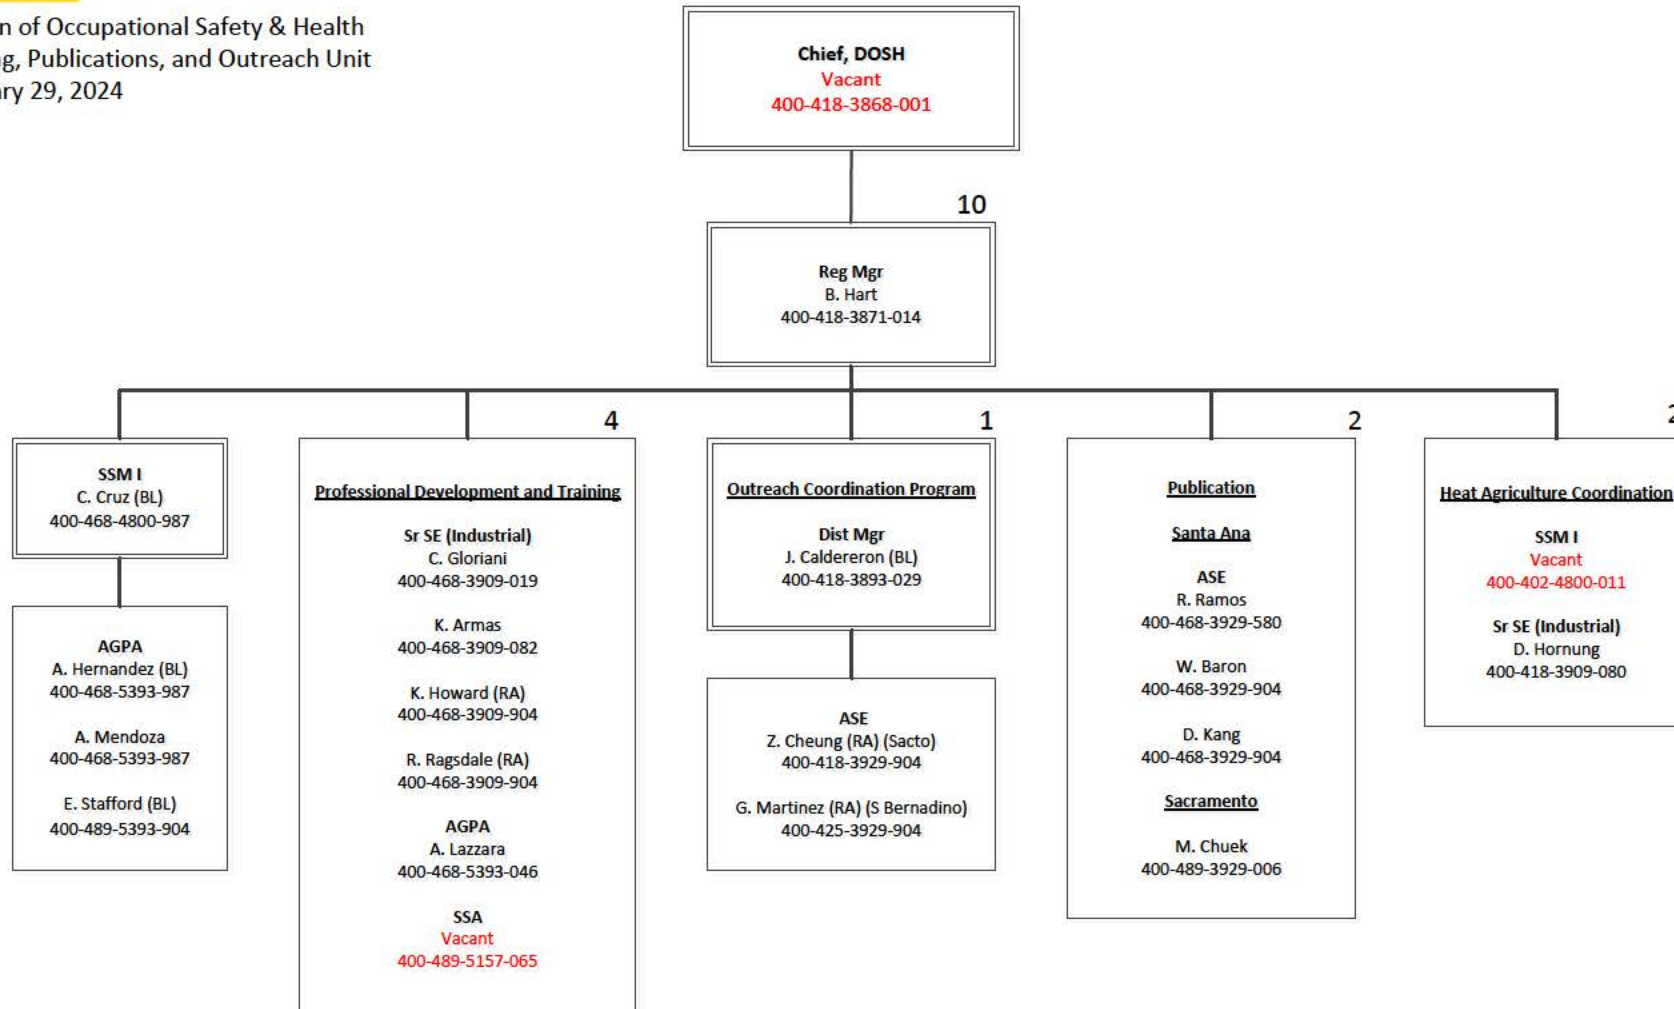 n of Occupational Safety & Health
g, Publications, and Outreach Unit
ry 29, 2024
Chief, DOSH
Vacant
400-418-3868-001
10
Reg Mgr
B. Hart
400-418-3871-014
SSM I
C. Cruz (BL)
400-468-4800-987
AGPA
A. Hernandez (BL)
400-468-5393-987
A. Mendoza
400-468-5393-987
E. Stafford (BL)
400-489-5393-904
4
Professional Development and Training
Sr SE (Industrial)
C. Gloriani
400-468-3909-019
K. Armas
400-468-3909-082
K. Howard (RA)
400-468-3909-904
R. Ragsdale (RA)
400-468-3909-904
AGPA
A. Lazzara
400-468-5393-046
SSA
Vacant
400-489-5157-065
1
Outreach Coordination Program
Dist Mgr
J. Caldereron (BL)
400-418-3893-029
ASE
Z. Cheung (RA) (Sacto)
400-418-3929-904
G. Martinez (RA) (S Bernadino)
400-425-3929-904
2
Publication
Santa Ana
ASE
R. Ramos
400-468-3929-580
W. Baron
400-468-3929-904
D. Kang
400-468-3929-904
Sacramento
M. Chuek
400-489-3929-006
2
Heat Agriculture Coordination
SSM I
Vacant
400-402-4800-011
Sr SE (Industrial)
D. Hornung
400-418-3909-080